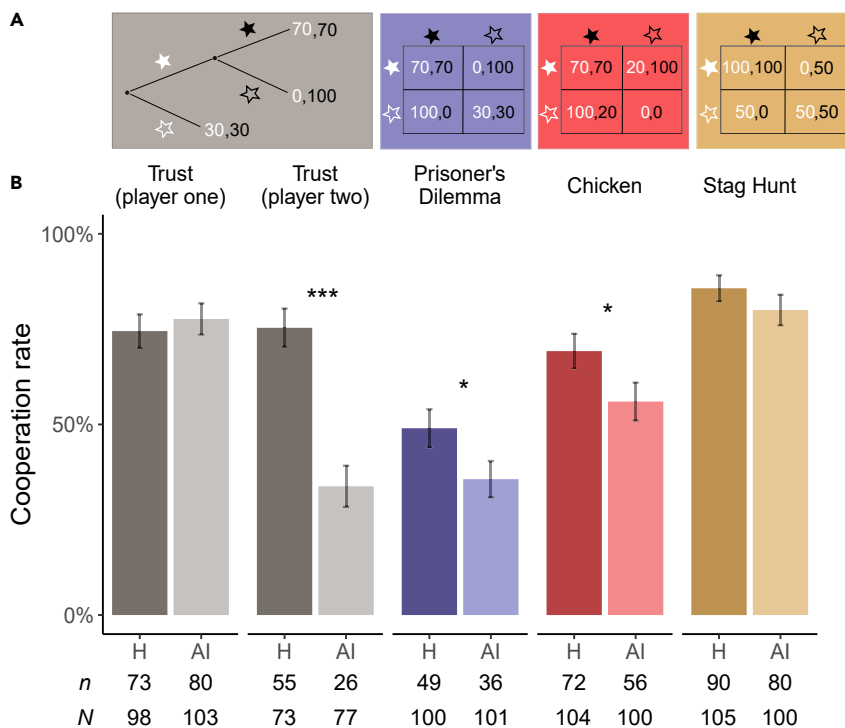 A
70,70
0,100
30,30
70,70 0,100
100,0 30,30
70,70 20,100
100,20 0,0
100,100 0,50
50,0 50,50
B
Trust
(player one)
Trust
(player two)
Prisoner's
Dilemma
Chicken
Stag Hunt
Cooperation rate
100%
50%
0%
***
*
*
H AI H AI H AI H AI H AI
n 73 80 55 26 49 36 72 56 90 80
N 98 103 73 77 100 101 104 100 105 100